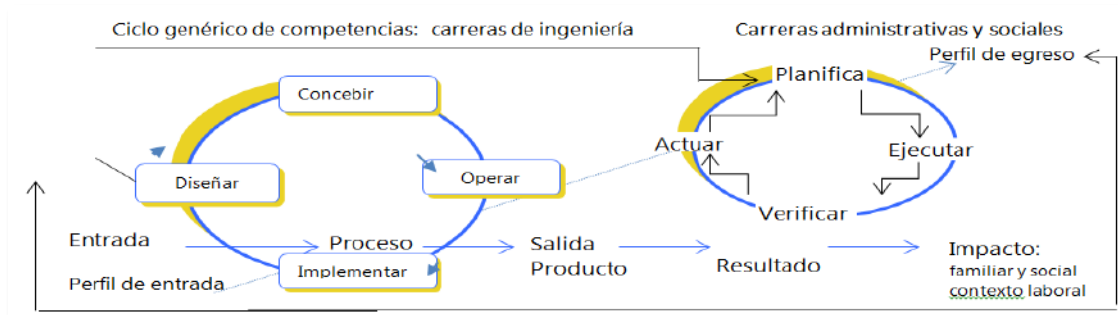 Ciclo genérico de competencias: carreras de ingeniería
Carreras administrativas y sociales
Perfil de egreso
Planifica
Concebir
Actuar
Ejecutar
Diseñar
Operar
Verificar
Entrada
Proceso
Salida
Producto
Resultado
Impacto:
familiar y social
contexto laboral
Implementar
Perfil de entrada